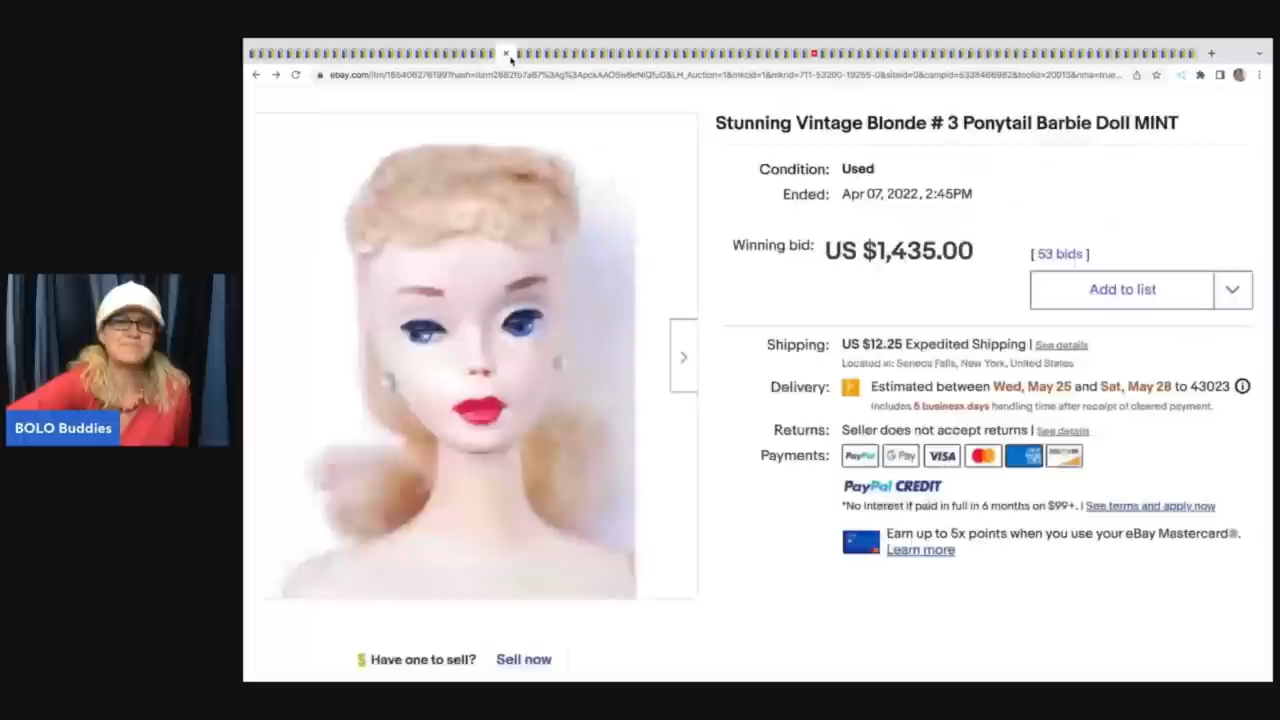 Stunning Vintage Blonde # 3 Ponytail Barbie Doll MINT
Condition: Used
Ended: Apr 07, 2022, 2:45PM
Winning bid: US $1,435.00 [ 53 bids ]
Add to list
Shipping: US $12.25 Expedited Shipping | See details
Located in: Seneca Falls, New York, United States
Delivery: Estimated between Wed, May 25 and Sat, May 28 to 43023
Includes 5 business days handling time after receipt of cleared payment.
Returns: Seller does not accept returns | See details
Payments: PayPal G Pay VISA DISCOVER
PayPal CREDIT
*No Interest if paid in full in 6 months on $99+. | See terms and apply now
Earn up to 5x points when you use your eBay Mastercard®.
Learn more
BOLO Buddies
Have one to sell? Sell now